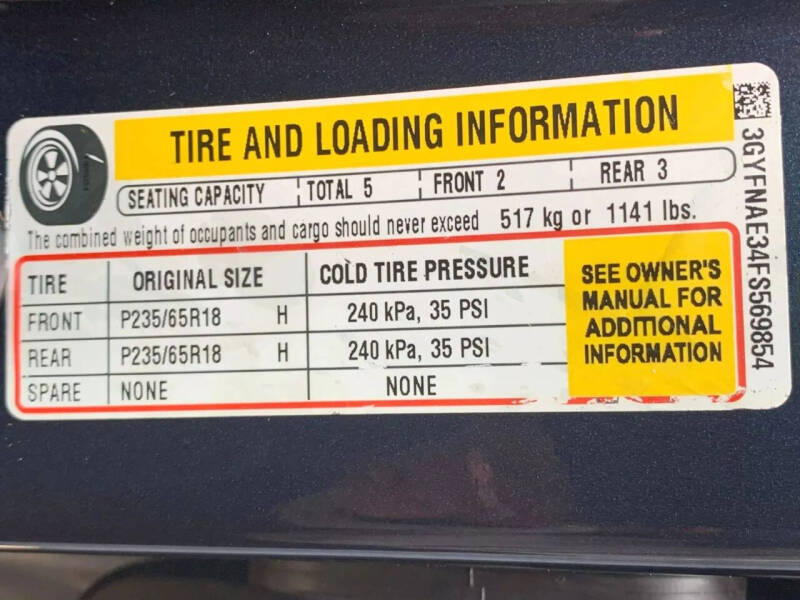 TIRE AND LOADING INFORMATION
SEATING CAPACITY TOTAL 5 FRONT 2 REAR 3
The combined weight of occupants and cargo should never exceed 517 kg or 1141 lbs.
TIRE ORIGINAL SIZE COLD TIRE PRESSURE
FRONT P235/65R18 H 240 kPa, 35 PSI
REAR P235/65R18 H 240 kPa, 35 PSI
SPARE NONE NONE
SEE OWNER'S
MANUAL FOR
ADDITIONAL
INFORMATION
3GYFNAE34FS569854